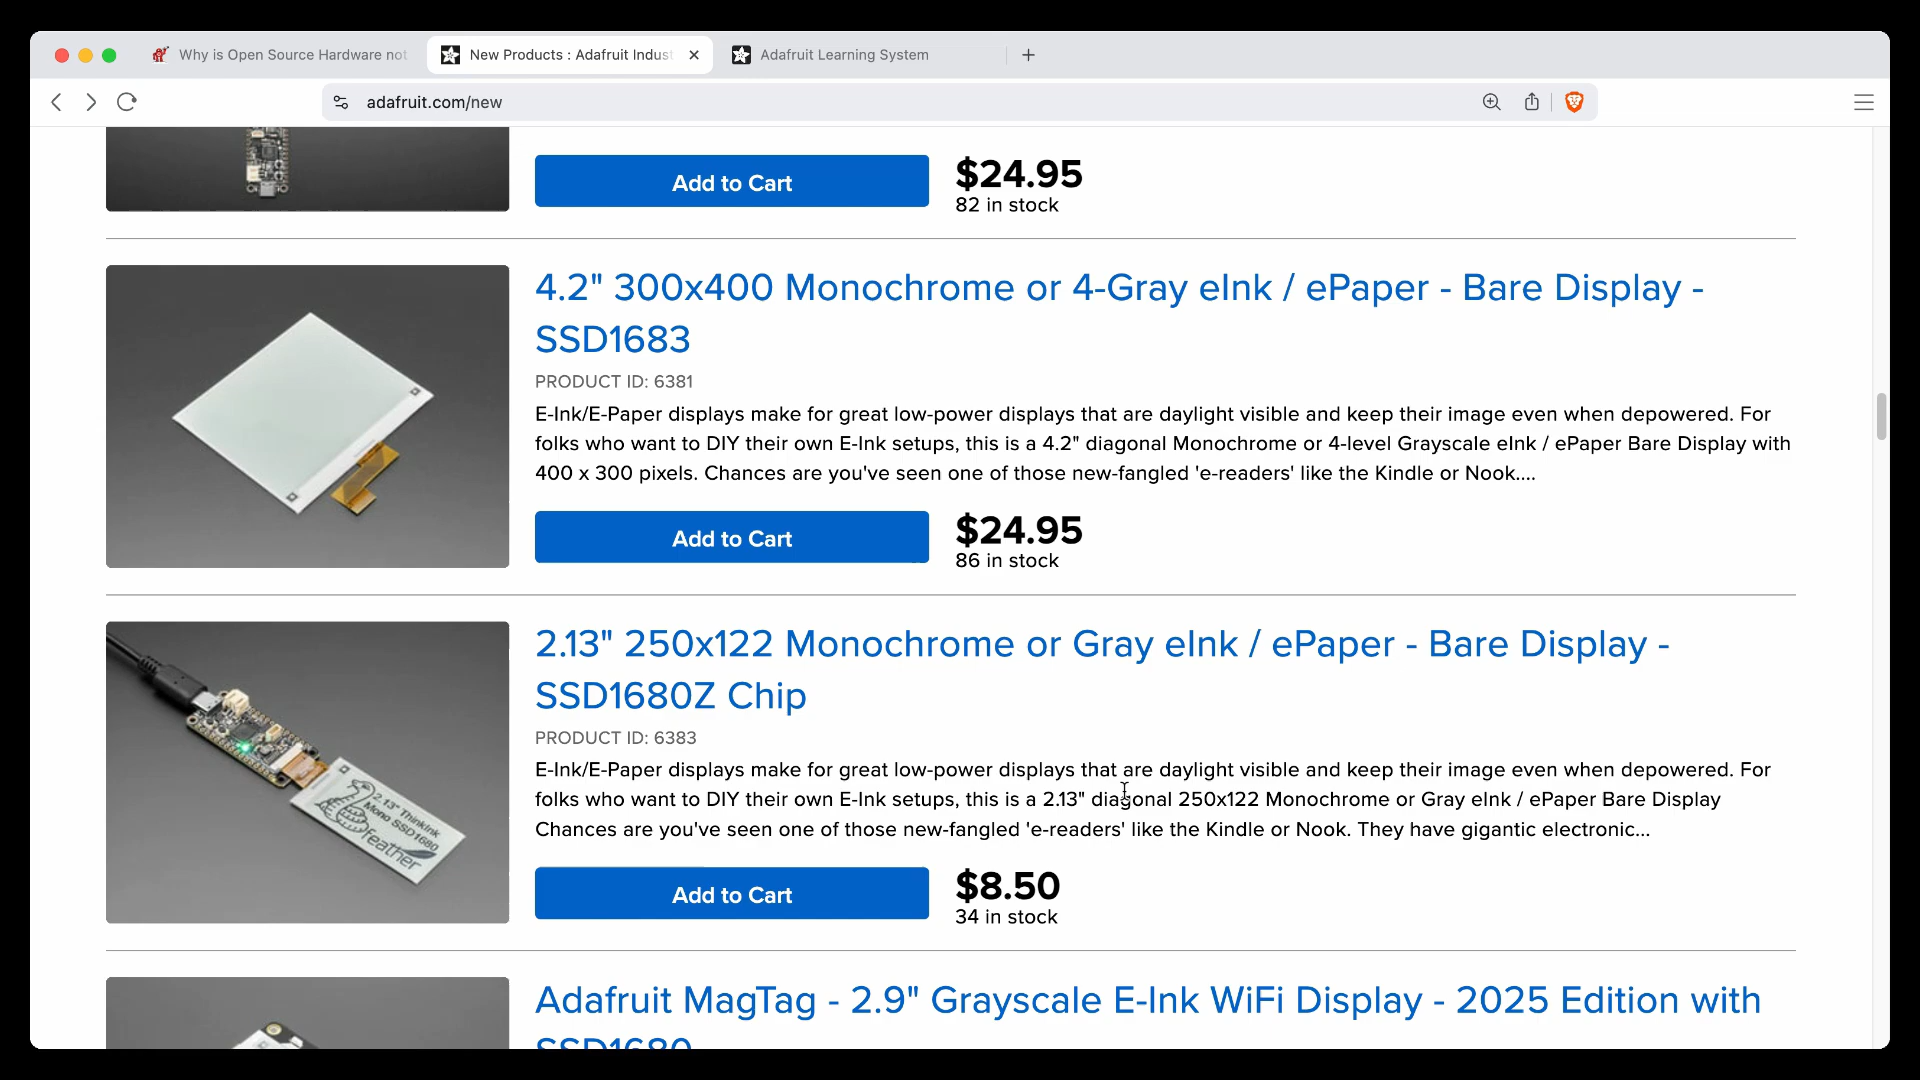 Why is Open Source Hardware not
New Products : Adafruit Indust
Adafruit Learning System
adafruit.com/new
Add to Cart
$24.95
82 in stock
4.2" 300x400 Monochrome or 4-Gray eInk / ePaper - Bare Display -
SSD1683
PRODUCT ID: 6381
E-Ink/E-Paper displays make for great low-power displays that are daylight visible and keep their image even when depowered. For
folks who want to DIY their own E-Ink setups, this is a 4.2" diagonal Monochrome or 4-level Grayscale eInk / ePaper Bare Display with
400 x 300 pixels. Chances are you've seen one of those new-fangled 'e-readers' like the Kindle or Nook....
Add to Cart
$24.95
86 in stock
2.13" ThinkInk
Mono SSD1680
feather
2.13" 250x122 Monochrome or Gray eInk / ePaper - Bare Display -
SSD1680Z Chip
PRODUCT ID: 6383
E-Ink/E-Paper displays make for great low-power displays that are daylight visible and keep their image even when depowered. For
folks who want to DIY their own E-Ink setups, this is a 2.13" diagonal 250x122 Monochrome or Gray eInk / ePaper Bare Display
Chances are you've seen one of those new-fangled 'e-readers' like the Kindle or Nook. They have gigantic electronic...
Add to Cart
$8.50
34 in stock
Adafruit MagTag - 2.9" Grayscale E-Ink WiFi Display - 2025 Edition with
SSD1680